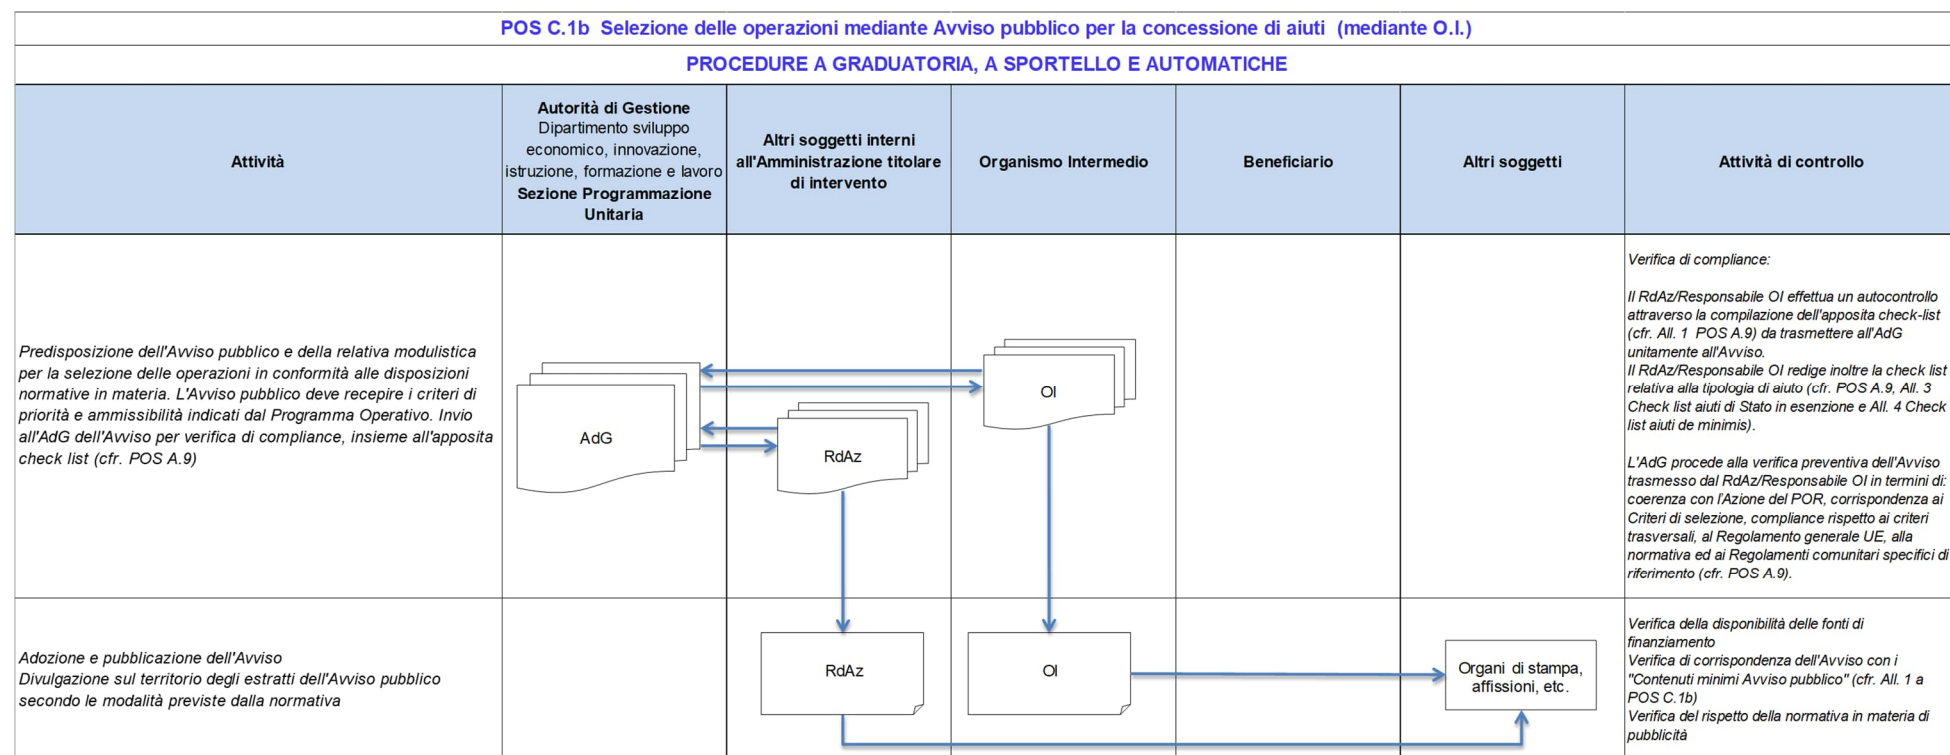 POS C.1b Selezione delle operazioni mediante Avviso pubblico per la concessione di aiuti (mediante O.I.)
PROCEDURE A GRADUATORIA, A SPORTELLO E AUTOMATICHE
Attività
Autorità di Gestione
Dipartimento sviluppo
economico, innovazione,
istruzione, formazione e lavoro
Sezione Programmazione
Unitaria
Altri soggetti interni
all'Amministrazione titolare
di intervento
Organismo Intermedio
Beneficiario
Altri soggetti
Attività di controllo
Predisposizione dell'Avviso pubblico e della relativa modulistica
per la selezione delle operazioni in conformità alle disposizioni
normative in materia. L'Avviso pubblico deve recepire i criteri di
priorità e ammissibilità indicati dal Programma Operativo. Invio
all'AdG dell'Avviso per verifica di compliance, insieme all'apposita
check list (cfr. POS A.9)
AdG
RdAz
OI
Verifica di compliance:
Il RdAz/Responsabile OI effettua un autocontrollo
attraverso la compilazione dell'apposita check-list
(cfr. All. 1 POS A.9) da trasmettere all'AdG
unitamente all'Avviso.
Il RdAz/Responsabile OI redige inoltre la check list
relativa alla tipologia di aiuto (cfr. POS A.9, All. 3
Check list aiuti di Stato in esenzione e All. 4 Check
list aiuti de minimis).
L'AdG procede alla verifica preventiva dell'Avviso
trasmesso dal RdAz/Responsabile OI in termini di:
coerenza con l'Azione del POR, corrispondenza ai
Criteri di selezione, compliance rispetto ai criteri
trasversali, al Regolamento generale UE, alla
normativa ed ai Regolamenti comunitari specifici di
riferimento (cfr. POS A.9).
Adozione e pubblicazione dell'Avviso
Divulgazione sul territorio degli estratti dell'Avviso pubblico
secondo le modalità previste dalla normativa
RdAz
OI
Organi di stampa,
affissioni, etc.
Verifica della disponibilità delle fonti di
finanziamento
Verifica di corrispondenza dell'Avviso con i
"Contenuti minimi Avviso pubblico" (cfr. All. 1 a
POS C.1b)
Verifica del rispetto della normativa in materia di
pubblicità